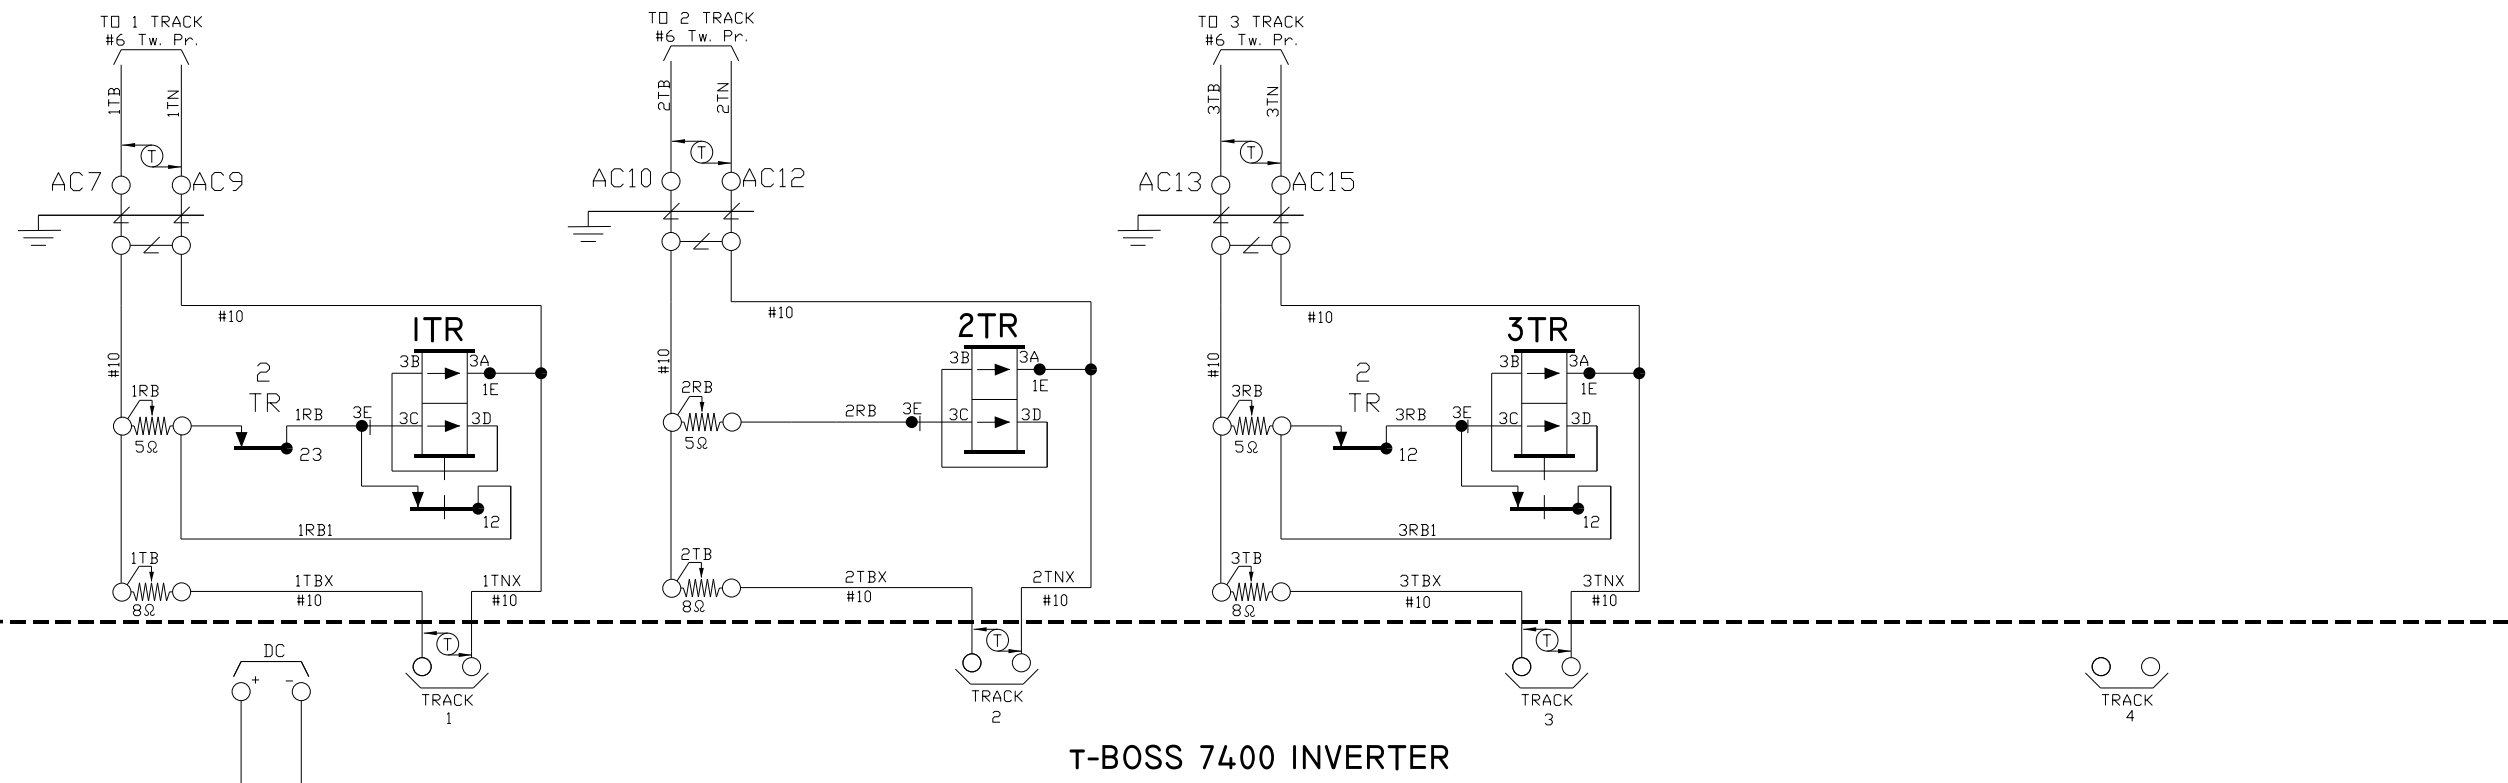 TO 1 TRACK
#6 Tw. Pr.
1TB
1TN
T
AC7
AC9
#10
#10
1TR
3B
3A
1E
2
TR
1RB
5Ω
23
1RB
3E
3C
3D
12
1RB1
1TB
8Ω
1TBX
#10
1TNX
#10
T
TRACK
1
TO 2 TRACK
#6 Tw. Pr.
2TB
2TN
T
AC10
AC12
#10
#10
2TR
3B
3A
1E
2RB
5Ω
2RB
3E
3C
3D
2TB
8Ω
2TBX
#10
2TNX
#10
T
TRACK
2
TO 3 TRACK
#6 Tw. Pr.
3TB
3TN
T
AC13
AC15
#10
#10
3TR
3B
3A
1E
2
TR
3RB
5Ω
12
3RB
3E
3C
3D
12
3RB1
3TB
8Ω
3TBX
#10
3TNX
#10
T
TRACK
3
TRACK
4
DC
+ -
T-BOSS 7400 INVERTER